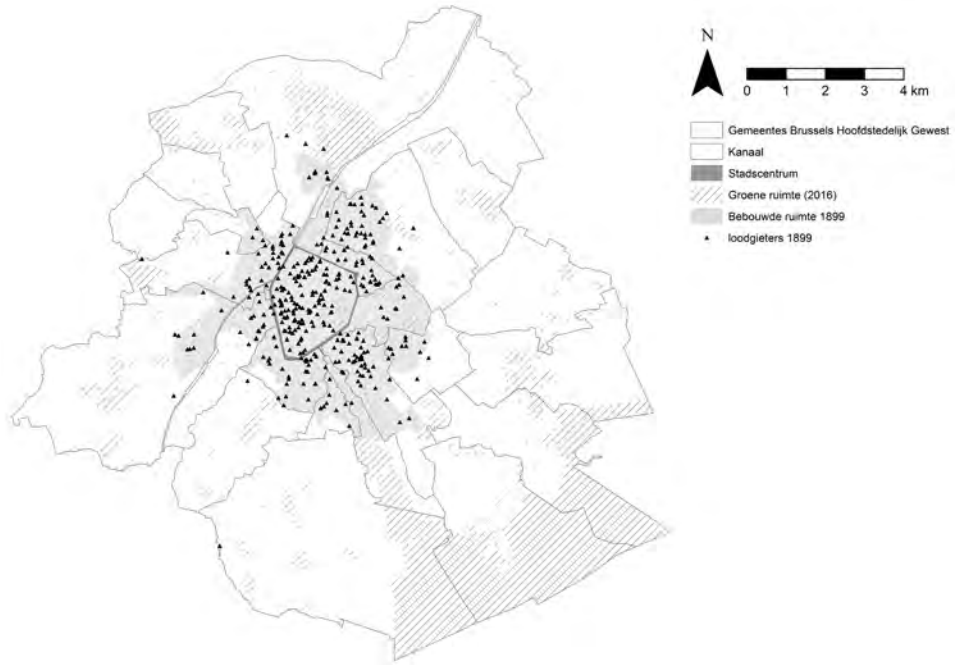 N
0 1 2 3 4 km
Gemeentes Brussels Hoofdstedelijk Gewest
Kanaal
Stadscentrum
Groene ruimte (2016)
Bebouwde ruimte 1899
loodgieters 1899